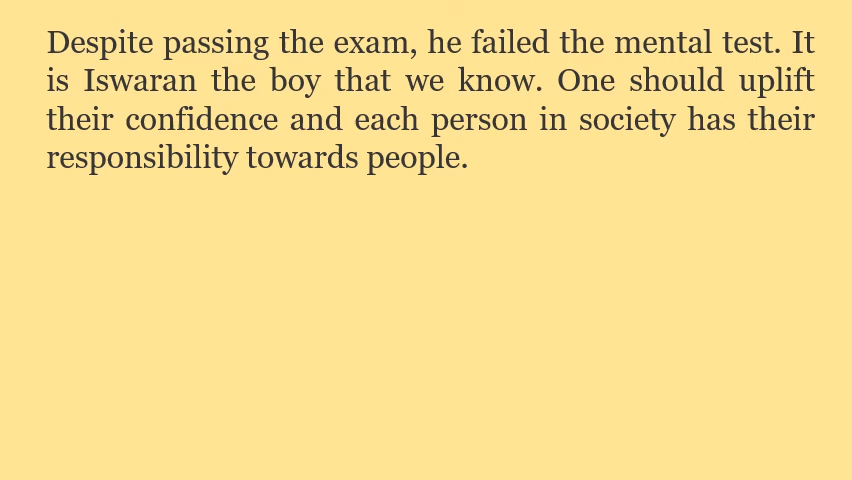 Despite passing the exam, he failed the mental test. It
is Iswaran the boy that we know. One should uplift
their confidence and each person in society has their
responsibility towards people.